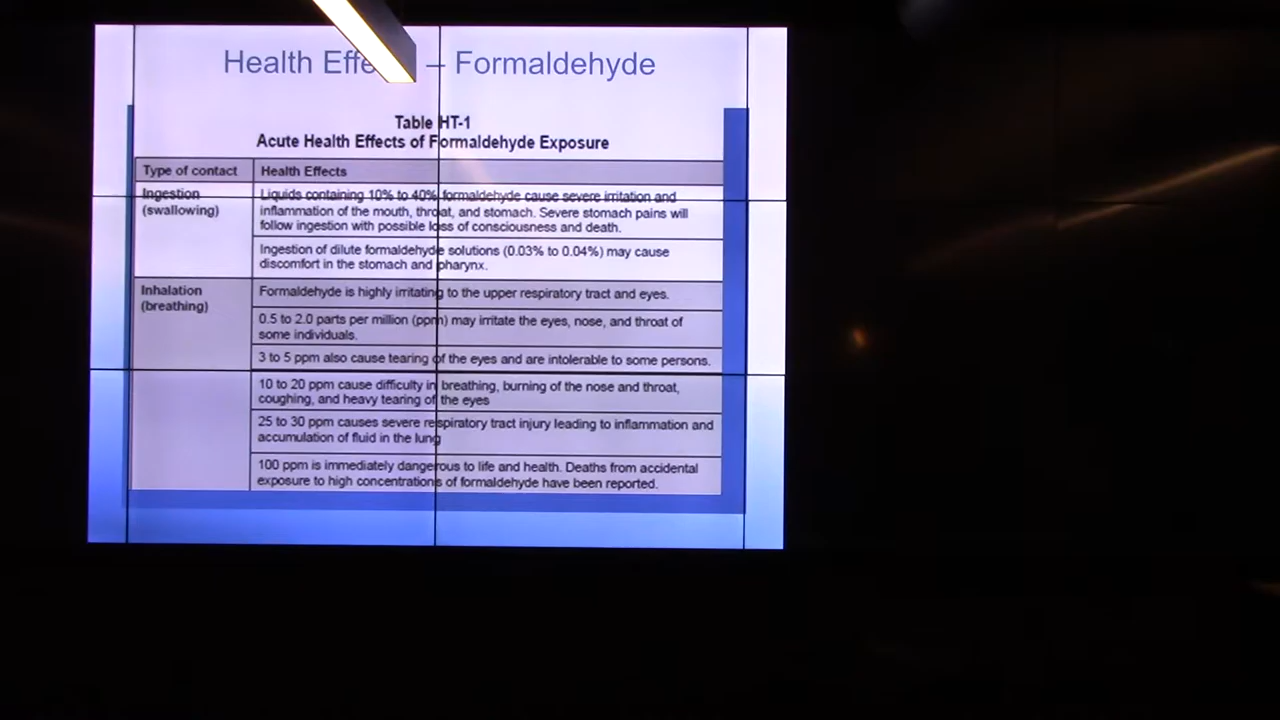 Health Effe – Formaldehyde
Table HT-1
Acute Health Effects of Formaldehyde Exposure
Type of contact Health Effects
Ingestion
(swallowing)
Liquids containing 10% to 40% formaldehyde cause severe irritation and
inflammation of the mouth, throat, and stomach. Severe stomach pains will
follow ingestion with possible loss of consciousness and death.
Ingestion of dilute formaldehyde solutions (0.03% to 0.04%) may cause
discomfort in the stomach and pharynx.
Inhalation
(breathing)
Formaldehyde is highly irritating to the upper respiratory tract and eyes.
0.5 to 2.0 parts per million (ppm) may irritate the eyes, nose, and throat of
some individuals.
3 to 5 ppm also cause tearing of the eyes and are intolerable to some persons.
10 to 20 ppm cause difficulty in breathing, burning of the nose and throat,
coughing, and heavy tearing of the eyes
25 to 30 ppm causes severe respiratory tract injury leading to inflammation and
accumulation of fluid in the lung
100 ppm is immediately dangerous to life and health. Deaths from accidental
exposure to high concentrations of formaldehyde have been reported.